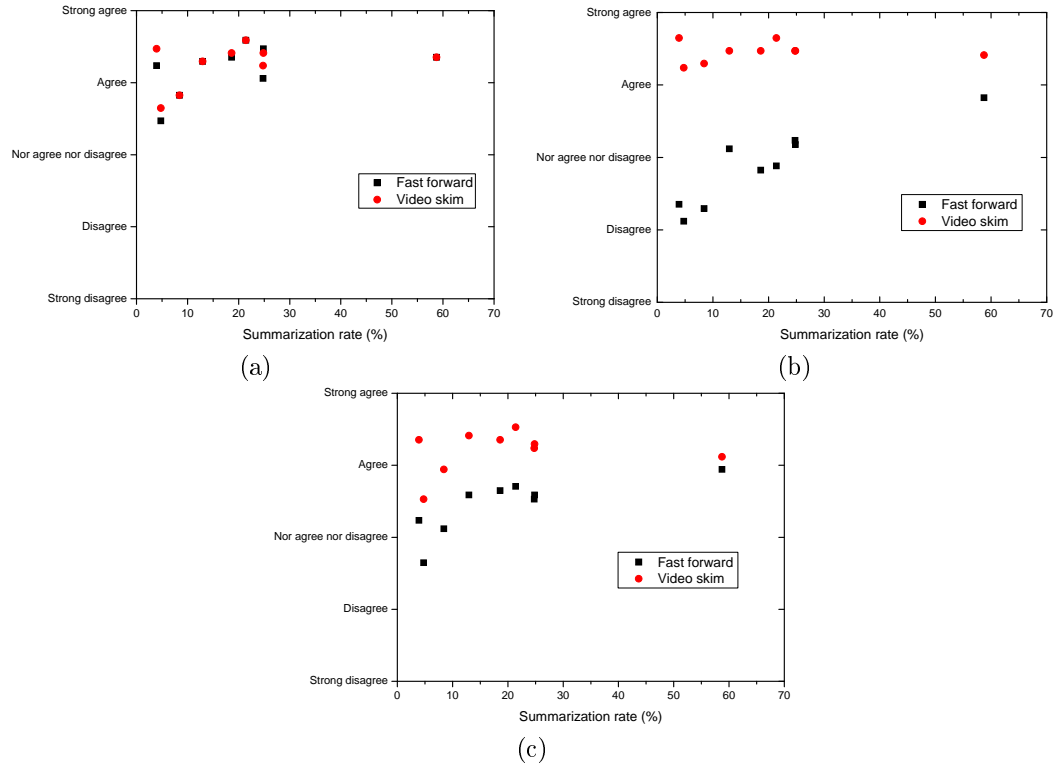 Strong agree
Agree
Nor agree nor disagree
Disagree
Strong disagree
0 10 20 30 40 50 60 70
Summarization rate (%)
Fast forward
Video skim
(a)
Strong agree
Agree
Nor agree nor disagree
Disagree
Strong disagree
0 10 20 30 40 50 60 70
Summarization rate (%)
Fast forward
Video skim
(b)
Strong agree
Agree
Nor agree nor disagree
Disagree
Strong disagree
0 10 20 30 40 50 60 70
Summarization rate (%)
Fast forward
Video skim
(c)